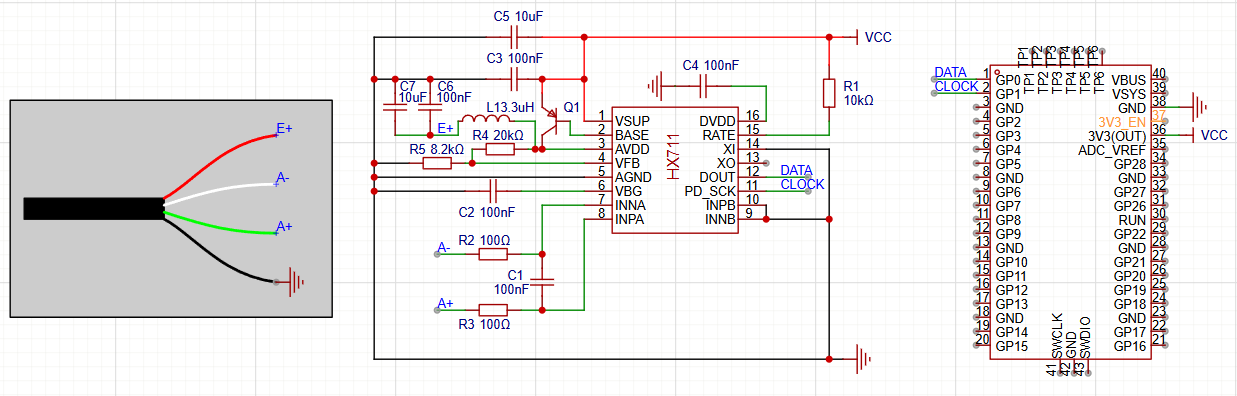 E+
A-
A+
C5 10uF
C3 100nF
C7
10uF
C6
100nF
L1 3.3uH
Q1
E+
R4 20kΩ
R5 8.2kΩ
C2 100nF
A-
R2 100Ω
C1
100nF
A+
R3 100Ω
C4 100nF
VCC
R1
10kΩ
HX711
1 VSUP
2 BASE
3 AVDD
4 VFB
5 AGND
6 VBG
7 INNA
8 INPA
DVDD 16
RATE 15
XI 14
XO 13
DOUT 12 DATA
PD_SCK 11 CLOCK
INPB 10
INNB 9
TP1 TP2 TP3 TP4 TP5 TP6
TP1 TP2 TP3 TP4 TP5 TP6
DATA 1 GP0
CLOCK 2 GP1
3 GND
4 GP2
5 GP3
6 GP4
7 GP5
8 GND
9 GP6
10 GP7
11 GP8
12 GP9
13 GND
14 GP10
15 GP11
16 GP12
17 GP13
18 GND
19 GP14
20 GP15
VBUS 40
VSYS 39
GND 38
3V3_EN 37
3V3(OUT) 36 VCC
ADC_VREF 35
GP28 34
GND 33
GP27 32
GP26 31
RUN 30
GP22 29
GND 28
GP21 27
GP20 26
GP19 25
GP18 24
GND 23
GP17 22
GP16 21
41 SWCLK
42 GND
43 SWDIO